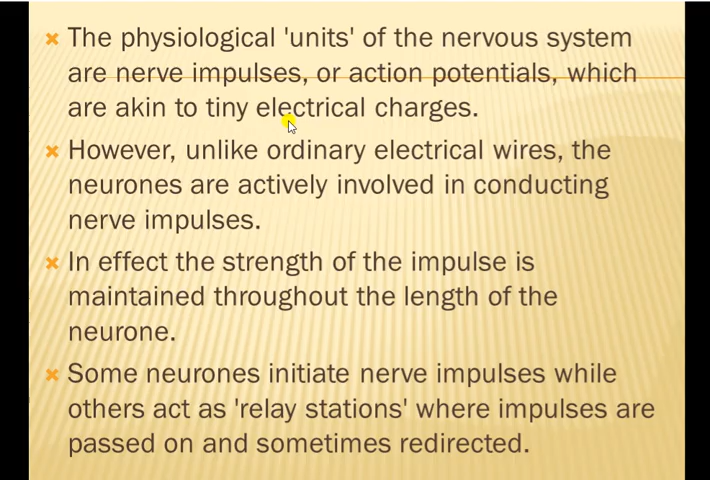 The physiological 'units' of the nervous system
are nerve impulses, or action potentials, which
are akin to tiny electrical charges.
However, unlike ordinary electrical wires, the
neurones are actively involved in conducting
nerve impulses.
In effect the strength of the impulse is
maintained throughout the length of the
neurone.
Some neurones initiate nerve impulses while
others act as 'relay stations' where impulses are
passed on and sometimes redirected.